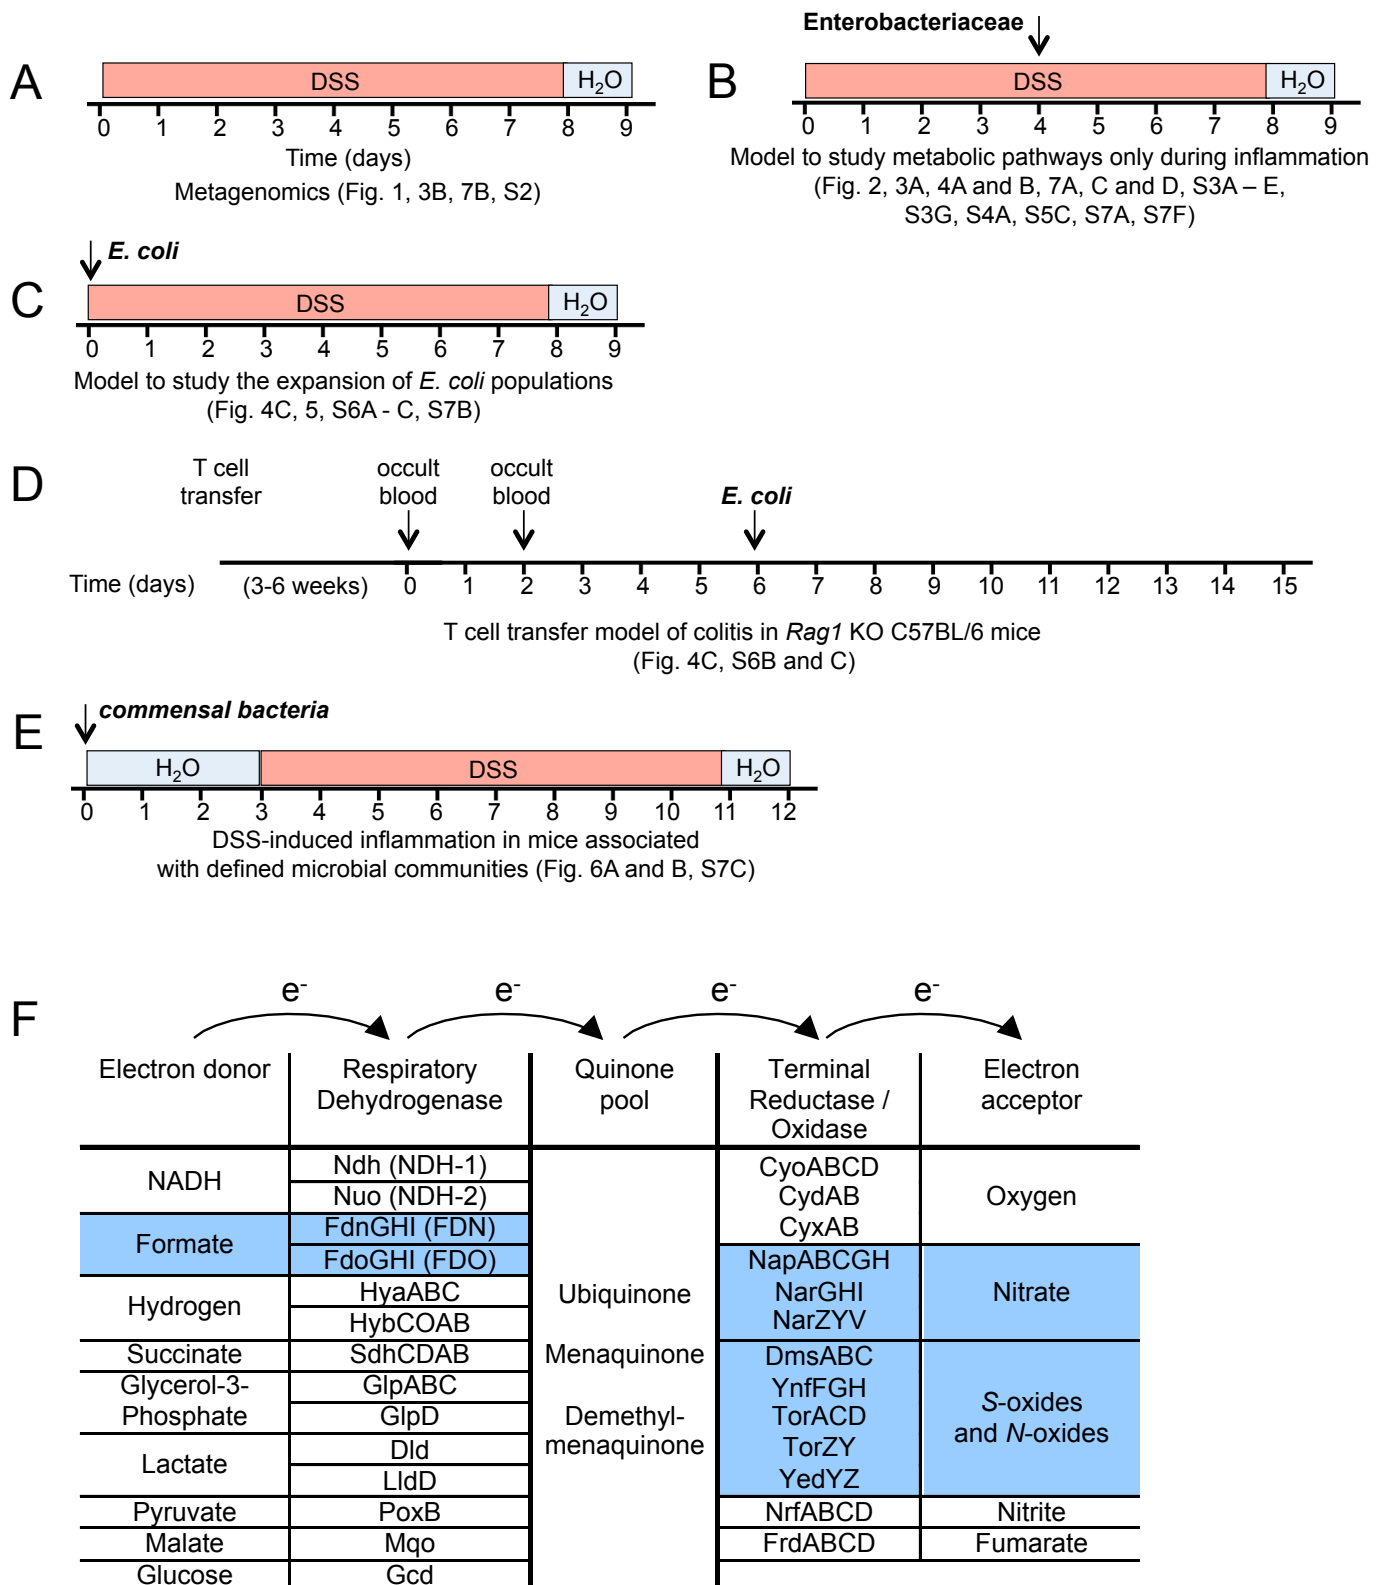 A
DSS
H2O
0 1 2 3 4 5 6 7 8 9
Time (days)
Metagenomics (Fig. 1, 3B, 7B, S2)
Enterobacteriaceae
B
DSS
H2O
0 1 2 3 4 5 6 7 8 9
Model to study metabolic pathways only during inflammation
(Fig. 2, 3A, 4A and B, 7A, C and D, S3A – E,
S3G, S4A, S5C, S7A, S7F)
E. coli
C
DSS
H2O
0 1 2 3 4 5 6 7 8 9
Model to study the expansion of E. coli populations
(Fig. 4C, 5, S6A - C, S7B)
D
T cell
transfer
occult
blood
occult
blood
E. coli
Time (days)
(3-6 weeks)
0 1 2 3 4 5 6 7 8 9 10 11 12 13 14 15
T cell transfer model of colitis in Rag1 KO C57BL/6 mice
(Fig. 4C, S6B and C)
commensal bacteria
E
H2O
DSS
H2O
0 1 2 3 4 5 6 7 8 9 10 11 12
DSS-induced inflammation in mice associated
with defined microbial communities (Fig. 6A and B, S7C)
F
e- e- e- e-
Electron donor
Respiratory
Dehydrogenase
Quinone
pool
Terminal
Reductase /
Oxidase
Electron
acceptor
NADH
Formate
Hydrogen
Succinate
Glycerol-3-
Phosphate
Lactate
Pyruvate
Malate
Glucose
Ndh (NDH-1)
Nuo (NDH-2)
FdnGHI (FDN)
FdoGHI (FDO)
HyaABC
HybCOAB
SdhCDAB
GlpABC
GlpD
Dld
LldD
PoxB
Mqo
Gcd
Ubiquinone
Menaquinone
Demethyl-
menaquinone
CyoABCD
CydAB
CyxAB
NapABCGH
NarGHI
NarZYV
DmsABC
YnfFGH
TorACD
TorZY
YedYZ
NrfABCD
FrdABCD
Oxygen
Nitrate
S-oxides
and N-oxides
Nitrite
Fumarate